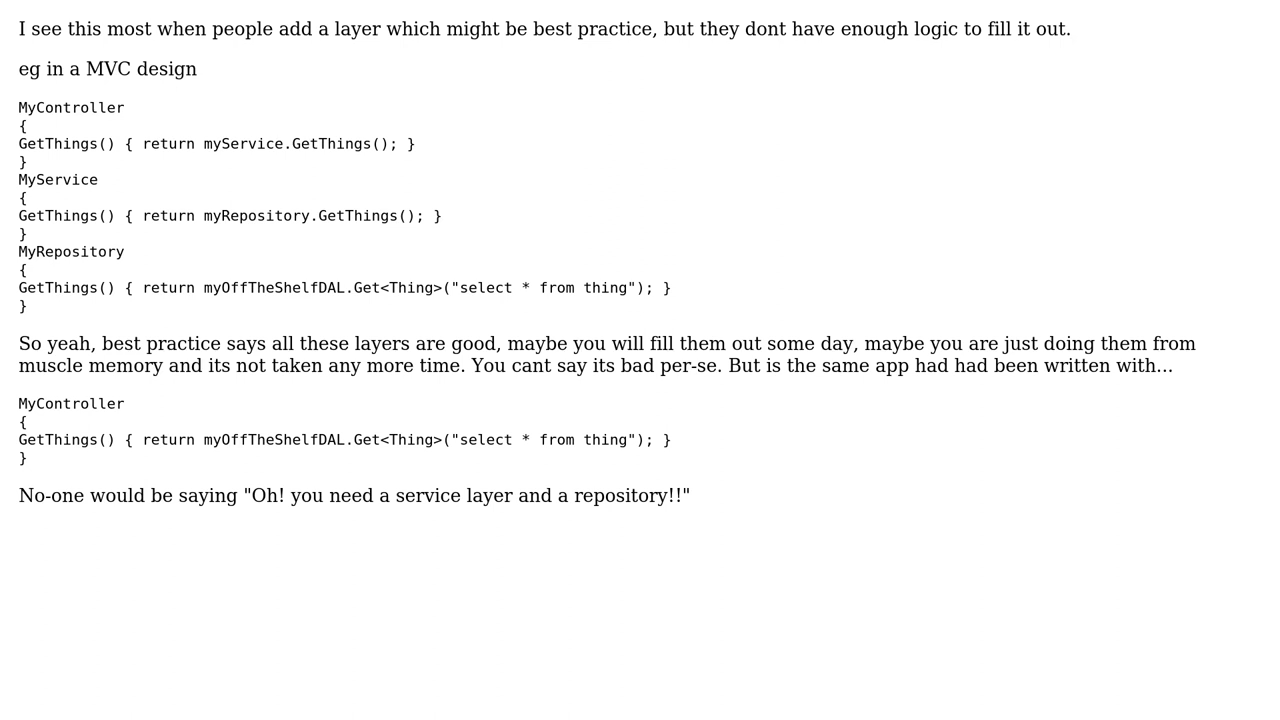 I see this most when people add a layer which might be best practice, but they dont have enough logic to fill it out.
eg in a MVC design
MyController
{
GetThings() { return myService.GetThings(); }
}
MyService
{
GetThings() { return myRepository.GetThings(); }
}
MyRepository
{
GetThings() { return myOffTheShelfDAL.Get<Thing>("select * from thing"); }
}
So yeah, best practice says all these layers are good, maybe you will fill them out some day, maybe you are just doing them from
muscle memory and its not taken any more time. You cant say its bad per-se. But is the same app had had been written with...
MyController
{
GetThings() { return myOffTheShelfDAL.Get<Thing>("select * from thing"); }
}
No-one would be saying "Oh! you need a service layer and a repository!!"